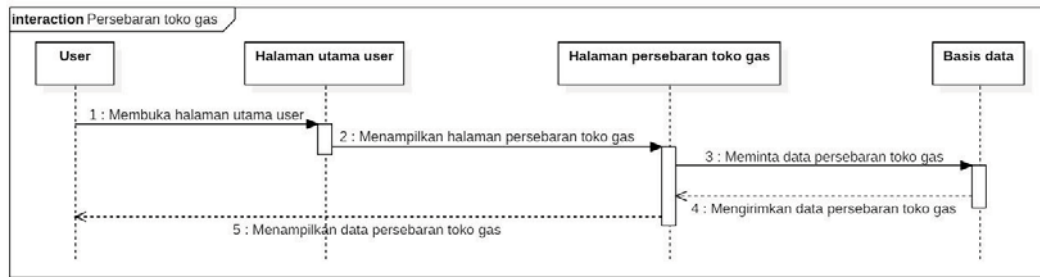 interaction Persebaran toko gas
User
Halaman utama user
Halaman persebaran toko gas
Basis data
1 : Membuka halaman utama user
2 : Menampilkan halaman persebaran toko gas
3 : Meminta data persebaran toko gas
4 : Mengirimkan data persebaran toko gas
5 : Menampilkan data persebaran toko gas